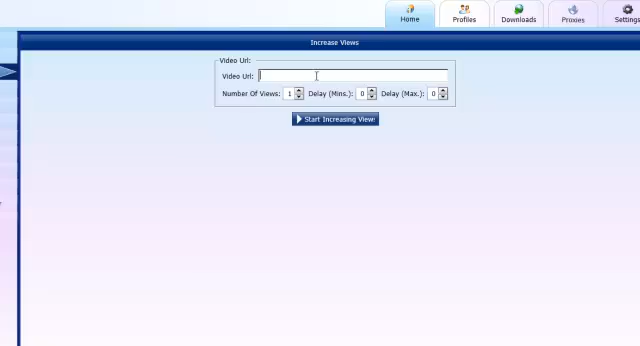 Home Profiles Downloads Proxies Settings
Increase Views
Video Url:
Video Url:
Number Of Views: 1 Delay (Mins.): 0 Delay (Max.): 0
Start Increasing Views